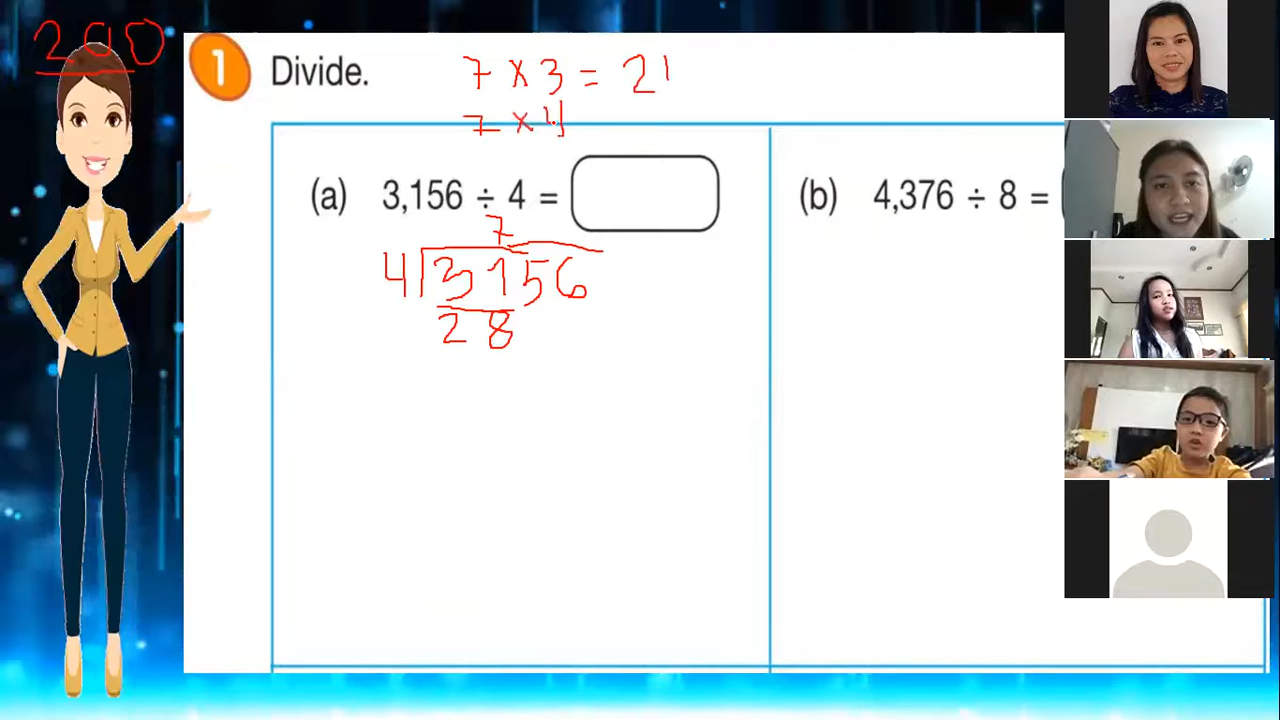 200
1 Divide.
7 × 3 = 21
7 × 4
(a) 3,156 ÷ 4 =
7
4 3156
28
(b) 4,376 ÷ 8 =